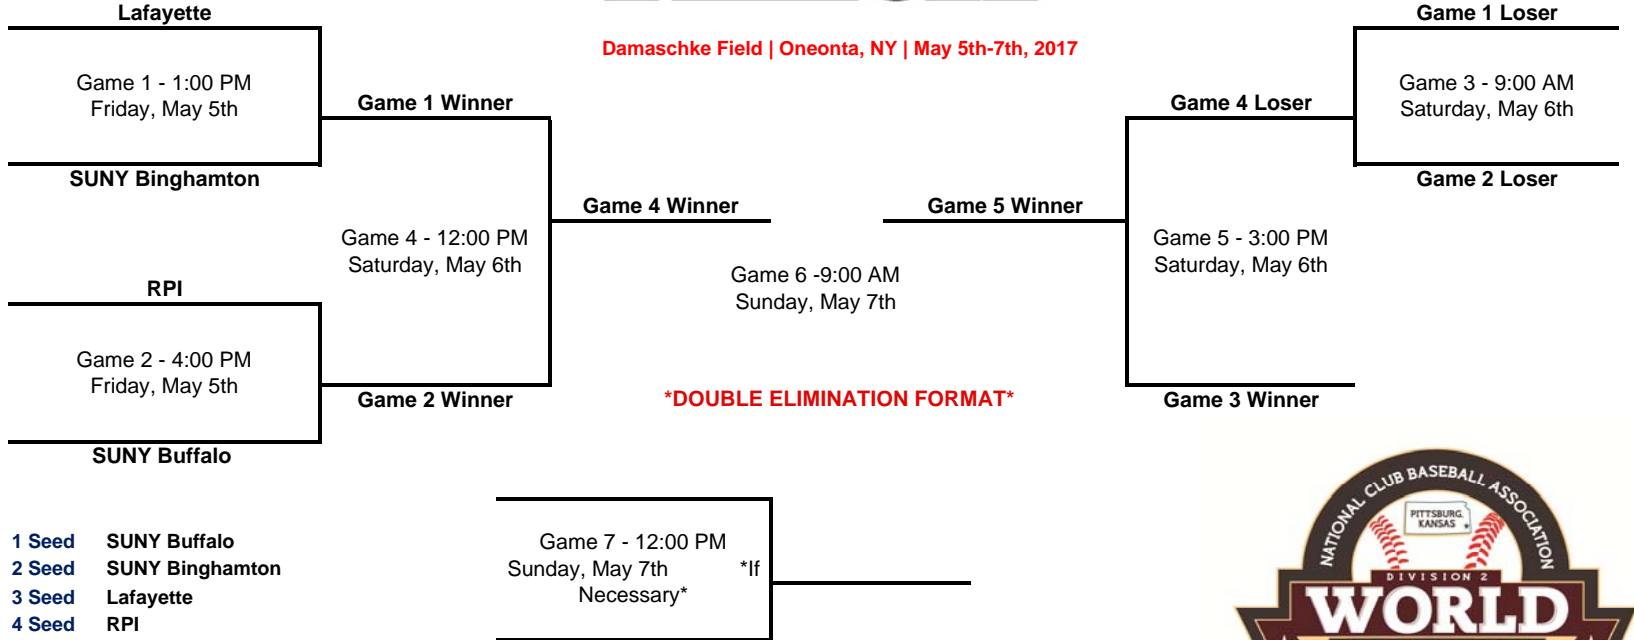 Lafayette
Game 1 Loser
Damaschke Field | Oneonta, NY | May 5th-7th, 2017
Game 1 - 1:00 PM
Friday, May 5th
Game 3 - 9:00 AM
Saturday, May 6th
Game 1 Winner
Game 4 Loser
SUNY Binghamton
Game 2 Loser
Game 4 Winner
Game 5 Winner
Game 4 - 12:00 PM
Saturday, May 6th
Game 5 - 3:00 PM
Saturday, May 6th
Game 6 -9:00 AM
Sunday, May 7th
RPI
Game 2 - 4:00 PM
Friday, May 5th
Game 2 Winner
*DOUBLE ELIMINATION FORMAT*
Game 3 Winner
SUNY Buffalo
1 Seed SUNY Buffalo
2 Seed SUNY Binghamton
3 Seed Lafayette
4 Seed RPI
Game 7 - 12:00 PM
Sunday, May 7th *If
Necessary*
NATIONAL CLUB BASEBALL ASSOCIATION
PITTSBURG,
KANSAS
DIVISION 2
WORLD